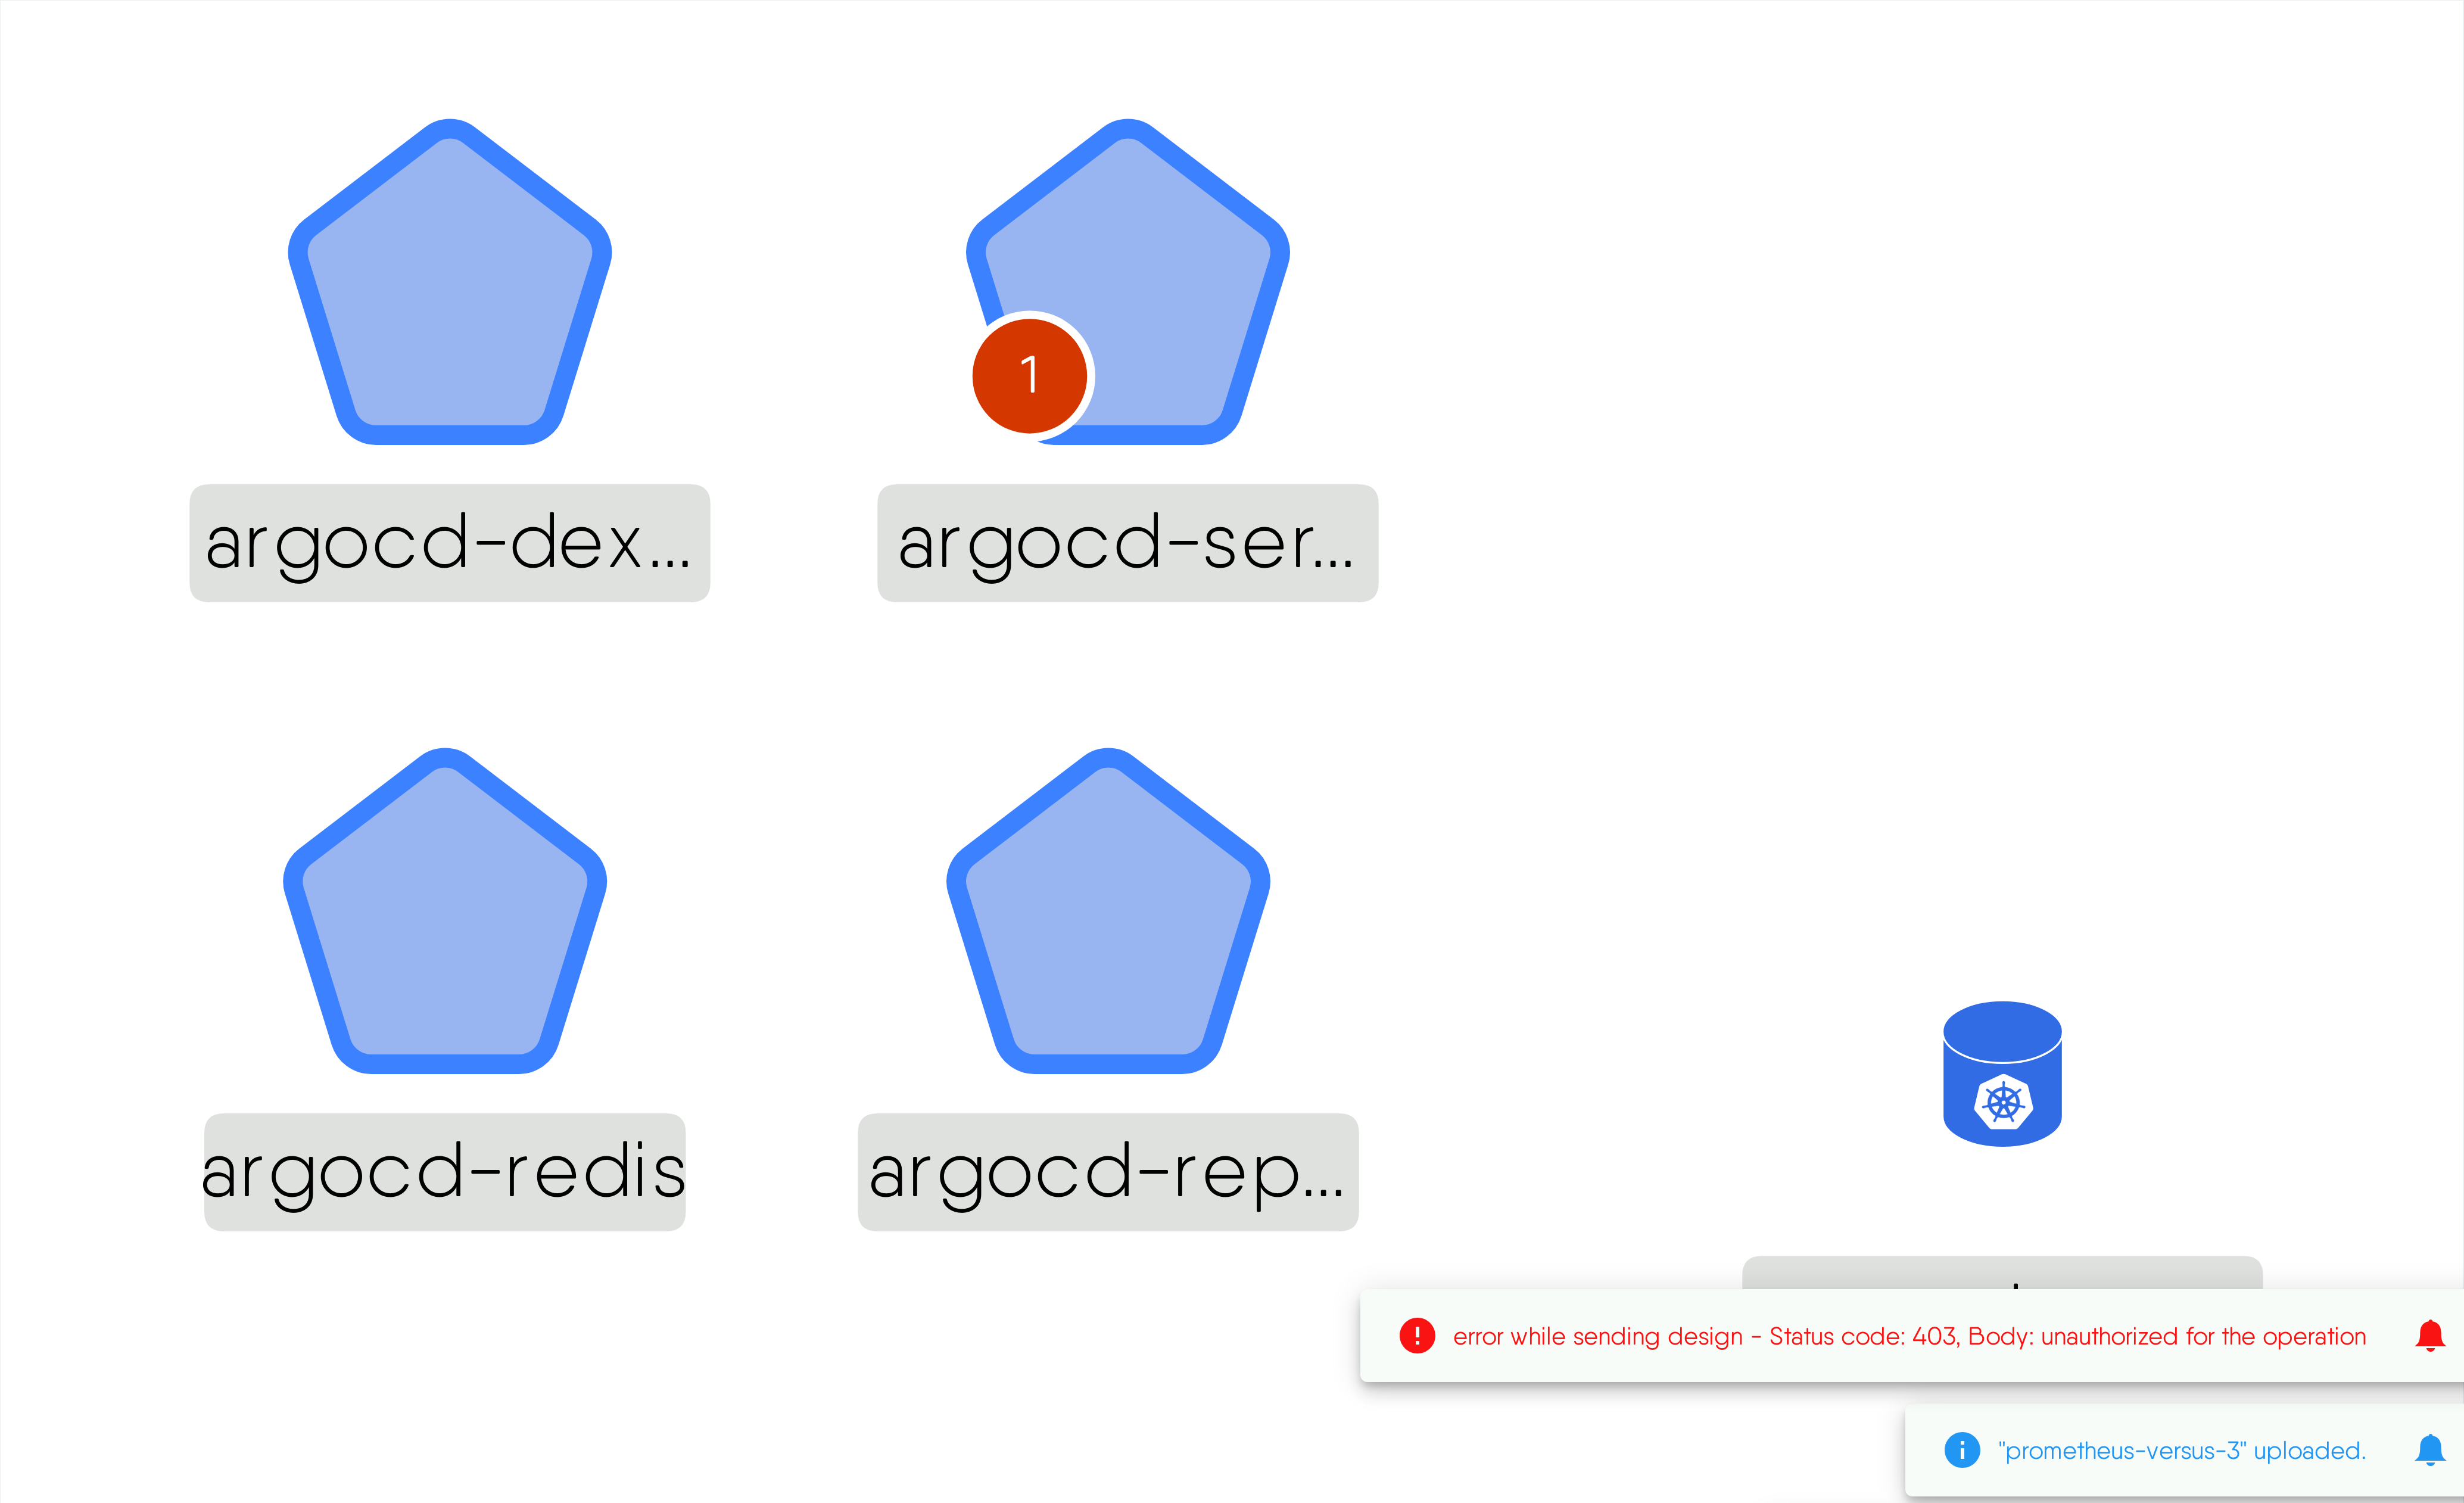 1
argocd-dex...
argocd-ser...
argocd-redis
argocd-rep...
error while sending design - Status code: 403, Body: unauthorized for the operation
"prometheus-versus-3" uploaded.